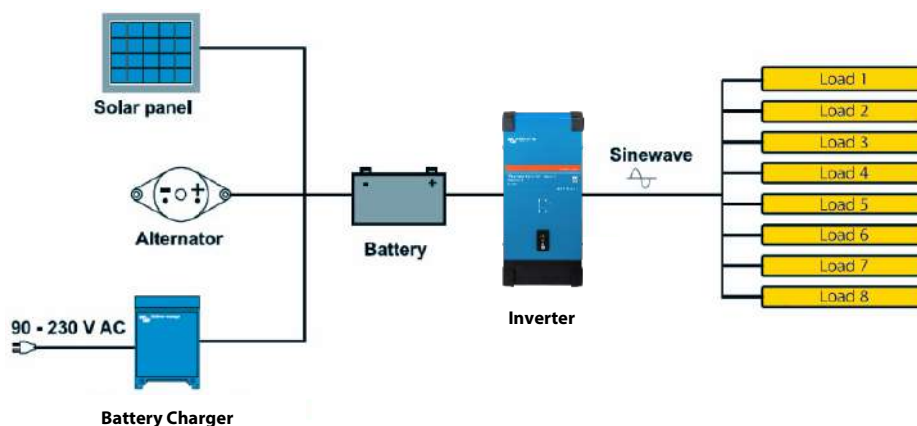 Solar panel
Alternator
90 - 230 V AC
Battery Charger
Battery
Inverter
Sinewave
Load 1
Load 2
Load 3
Load 4
Load 5
Load 6
Load 7
Load 8